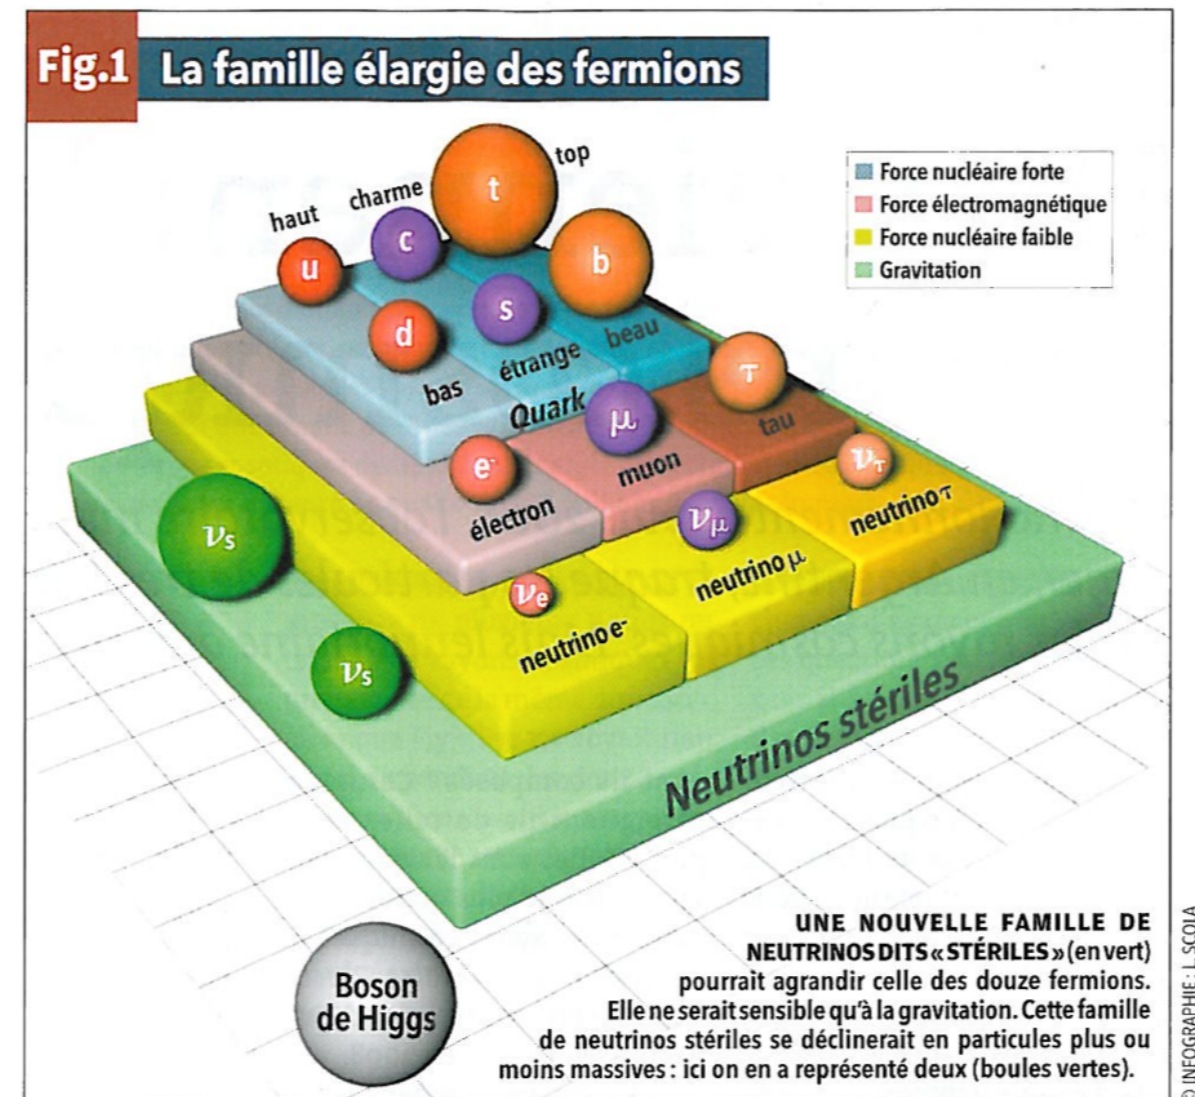 Fig.1 La famille élargie des fermions
top
charme
haut
t
c
u
b
s
d
beau
étrange
bas
Quark
Force nucléaire forte
Force électromagnétique
Force nucléaire faible
Gravitation
τ
tau
μ
muon
e⁻
électron
ντ
neutrino τ
νμ
neutrino μ
νe
neutrino e⁻
νs
νs
Neutrinos stériles
Boson
de Higgs
UNE NOUVELLE FAMILLE DE
NEUTRINOS DITS « STÉRILES » (en vert)
pourrait agrandir celle des douze fermions.
Elle ne serait sensible qu'à la gravitation. Cette famille
de neutrinos stériles se déclinerait en particules plus ou
moins massives : ici on en a représenté deux (boules vertes).
INFOGRAPHIE : L. SCOLA